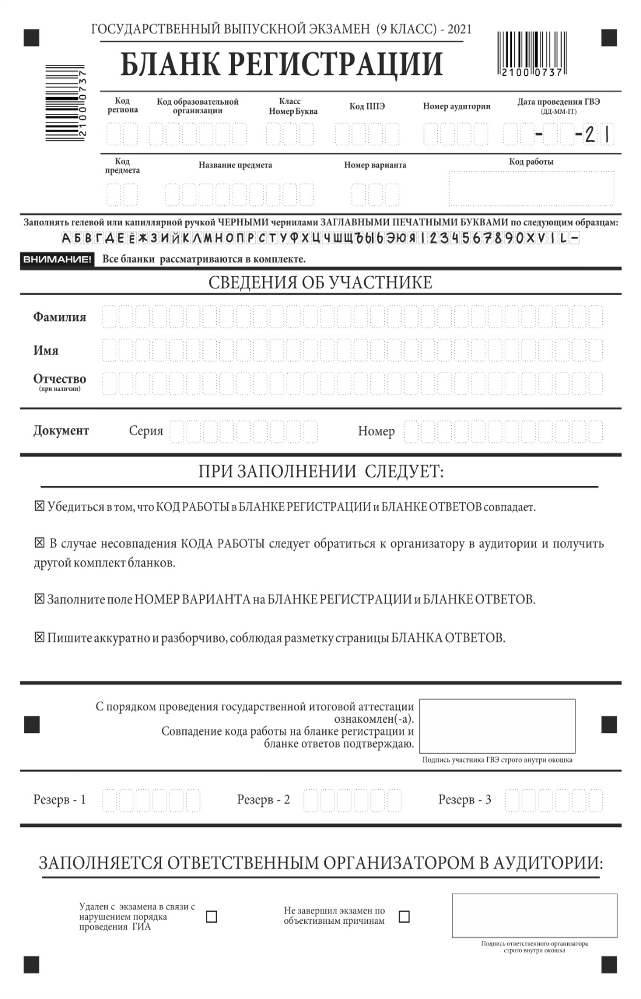 ГОСУДАРСТВЕННЫЙ ВЫПУСКНОЙ ЭКЗАМЕН (9 КЛАСС) - 2021
БЛАНК РЕГИСТРАЦИИ
21000737
21000737
Код региона
Код образовательной организации
Класс
Номер Буква
Код ППЭ
Номер аудитории
Дата проведения ГВЭ
(ДД-ММ-ГГ)
- - 21
Код предмета
Название предмета
Номер варианта
Код работы
Заполнять гелевой или капиллярной ручкой ЧЕРНЫМИ чернилами ЗАГЛАВНЫМИ ПЕЧАТНЫМИ БУКВАМИ по следующим образцам:
А Б В Г Д Е Ё Ж З И Й К Л М Н О П Р С Т У Ф Х Ц Ч Ш Щ Ъ Ы Ь Э Ю Я 1 2 3 4 5 6 7 8 9 0 X V I L -
ВНИМАНИЕ! Все бланки рассматриваются в комплекте.
СВЕДЕНИЯ ОБ УЧАСТНИКЕ
Фамилия
Имя
Отчество
(при наличии)
Документ Серия Номер
ПРИ ЗАПОЛНЕНИИ СЛЕДУЕТ:
☒ Убедиться в том, что КОД РАБОТЫ в БЛАНКЕ РЕГИСТРАЦИИ и БЛАНКЕ ОТВЕТОВ совпадает.
☒ В случае несовпадения КОДА РАБОТЫ следует обратиться к организатору в аудитории и получить
другой комплект бланков.
☒ Заполните поле НОМЕР ВАРИАНТА на БЛАНКЕ РЕГИСТРАЦИИ и БЛАНКЕ ОТВЕТОВ.
☒ Пишите аккуратно и разборчиво, соблюдая разметку страницы БЛАНКА ОТВЕТОВ.
С порядком проведения государственной итоговой аттестации
ознакомлен(-а).
Совпадение кода работы на бланке регистрации и
бланке ответов подтверждаю.
Подпись участника ГВЭ строго внутри окошка
Резерв - 1 Резерв - 2 Резерв - 3
ЗАПОЛНЯЕТСЯ ОТВЕТСТВЕННЫМ ОРГАНИЗАТОРОМ В АУДИТОРИИ:
Удален с экзамена в связи с
нарушением порядка
проведения ГИА
Не завершил экзамен по
объективным причинам
Подпись ответственного организатора
строго внутри окошка